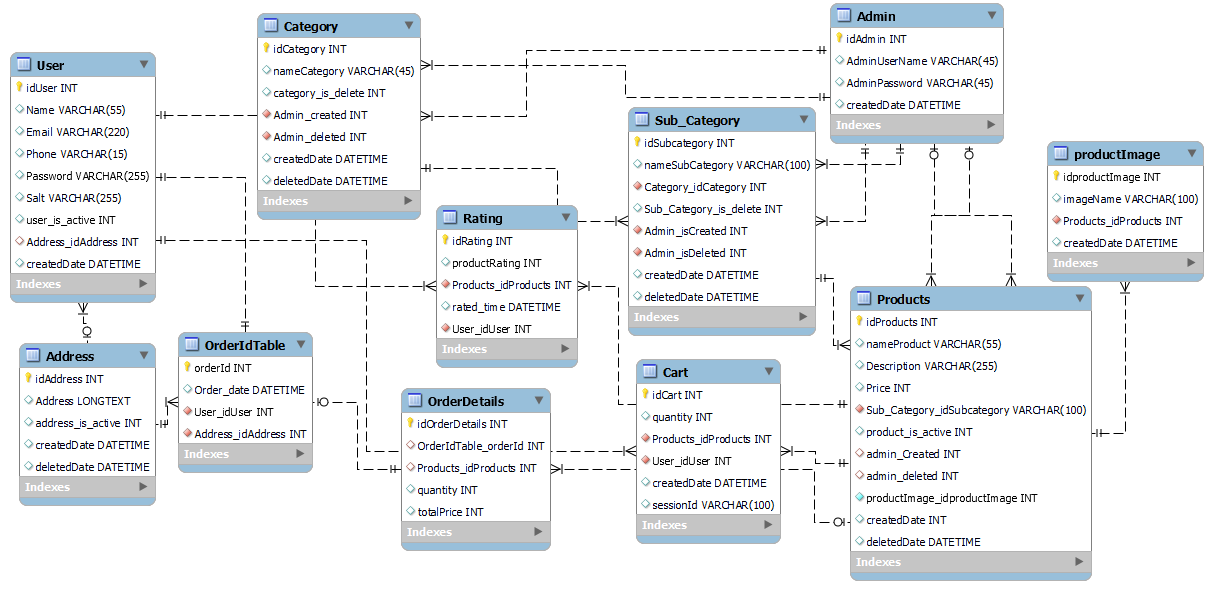 User
idUser INT
Name VARCHAR(55)
Email VARCHAR(220)
Phone VARCHAR(15)
Password VARCHAR(255)
Salt VARCHAR(255)
user_is_active INT
Address_idAddress INT
createdDate DATETIME
Indexes
Category
idCategory INT
nameCategory VARCHAR(45)
category_is_delete INT
Admin_created INT
Admin_deleted INT
createdDate DATETIME
deletedDate DATETIME
Indexes
Admin
idAdmin INT
AdminUserName VARCHAR(45)
AdminPassword VARCHAR(45)
createdDate DATETIME
Indexes
Sub_Category
idSubcategory INT
nameSubCategory VARCHAR(100)
Category_idCategory INT
Sub_Category_is_delete INT
Admin_isCreated INT
Admin_isDeleted INT
createdDate DATETIME
deletedDate DATETIME
Indexes
productImage
idproductImage INT
imageName VARCHAR(100)
Products_idProducts INT
createdDate DATETIME
Indexes
Rating
idRating INT
productRating INT
Products_idProducts INT
rated_time DATETIME
User_idUser INT
Indexes
Products
idProducts INT
nameProduct VARCHAR(55)
Description VARCHAR(255)
Price INT
Sub_Category_idSubcategory VARCHAR(100)
product_is_active INT
admin_Created INT
admin_deleted INT
productImage_idproductImage INT
createdDate INT
deletedDate DATETIME
Indexes
Address
idAddress INT
Address LONGTEXT
address_is_active INT
createdDate DATETIME
deletedDate DATETIME
Indexes
OrderIdTable
orderId INT
Order_date DATETIME
User_idUser INT
Address_idAddress INT
Indexes
OrderDetails
idOrderDetails INT
OrderIdTable_orderId INT
Products_idProducts INT
quantity INT
totalPrice INT
Indexes
Cart
idCart INT
quantity INT
Products_idProducts INT
User_idUser INT
createdDate DATETIME
sessionId VARCHAR(100)
Indexes